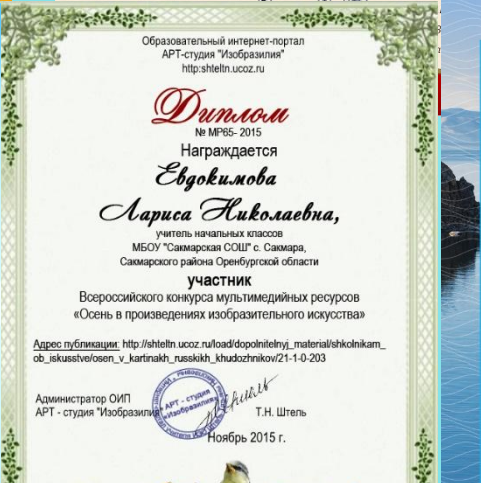 Образовательный интернет-портал
АРТ-студия "Изобразилия"
http:shteltn.ucoz.ru
Диплом
№ МР65- 2015
Награждается
Евдокимова
Лариса Николаевна,
учитель начальных классов
МБОУ "Сакмарская СОШ" с. Сакмара,
Сакмарского района Оренбургской области
участник
Всероссийского конкурса мультимедийных ресурсов
«Осень в произведениях изобразительного искусства»
Адрес публикации: http://shteltn.ucoz.ru/load/dopolnitelnyj_material/shkolnikam_
ob_iskusstve/osen_v_kartinakh_russkikh_khudozhnikov/21-1-0-203
Администратор ОИП
АРТ - студия "Изобразилия"
АРТ - студия
"Изобразилия"
Т.Н. Штель
Ноябрь 2015 г.